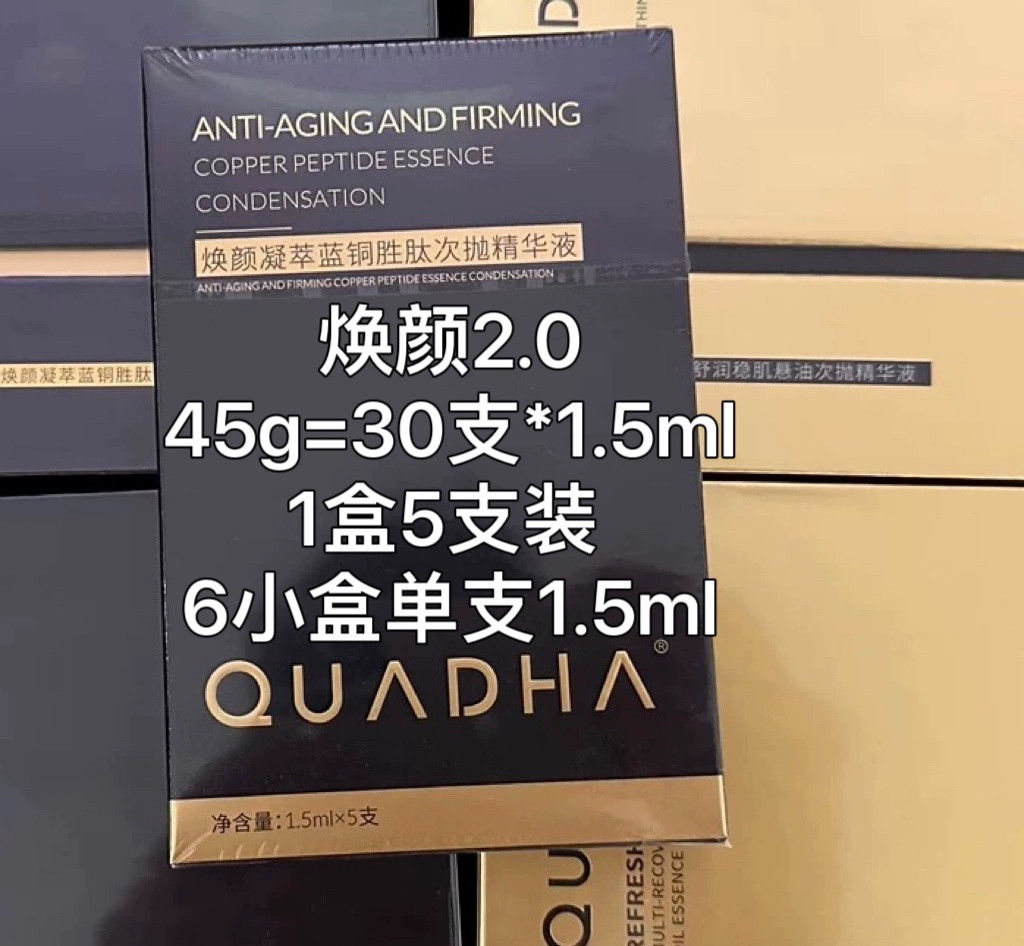 ANTI-AGING AND FIRMING
COPPER PEPTIDE ESSENCE
CONDENSATION
焕颜凝萃蓝铜胜肽次抛精华液
ANTI-AGING AND FIRMING COPPER PEPTIDE ESSENCE CONDENSATION
焕颜2.0
45g=30支*1.5ml
1盒5支装
6小盒单支1.5ml
QUADHA®
净含量：1.5ml×5支
焕颜凝萃蓝铜胜肽
舒润稳肌悬油次抛精华液